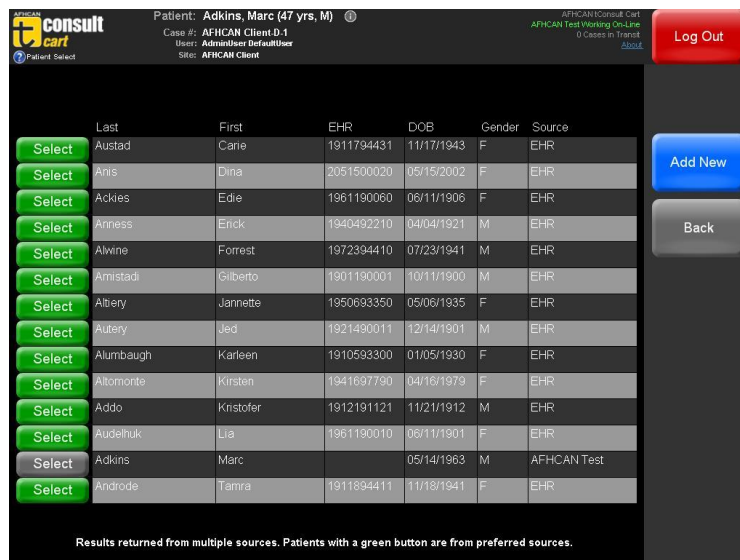 AFHCAN
tconsult
cart
Patient Select
Patient: Adkins, Marc (47 yrs, M)
Case #: AFHCAN Client-D-1
User: AdminUser DefaultUser
Site: AFHCAN Client
AFHCAN tConsult Cart
AFHCAN Test Working On-Line
0 Cases in Transit
About
Log Out
Add New
Back
Last First EHR DOB Gender Source
Select Austad Carie 1911794431 11/17/1943 F EHR
Select Anis Dina 2051500020 05/15/2002 F EHR
Select Ackies Edie 1961190060 06/11/1906 F EHR
Select Anness Erick 1940492210 04/04/1921 M EHR
Select Alwine Forrest 1972394410 07/23/1941 M EHR
Select Amistadi Gilberto 1901190001 10/11/1900 M EHR
Select Altiery Jannette 1950693350 05/06/1935 F EHR
Select Autery Jed 1921490011 12/14/1901 M EHR
Select Alumbaugh Karleen 1910593300 01/05/1930 F EHR
Select Altomonte Kirsten 1941697790 04/16/1979 F EHR
Select Addo Kristofer 1912191121 11/21/1912 M EHR
Select Audelhuk Lia 1961190010 06/11/1901 F EHR
Select Adkins Marc 05/14/1963 M AFHCAN Test
Select Androde Tamra 1911894411 11/18/1941 F EHR
Results returned from multiple sources. Patients with a green button are from preferred sources.